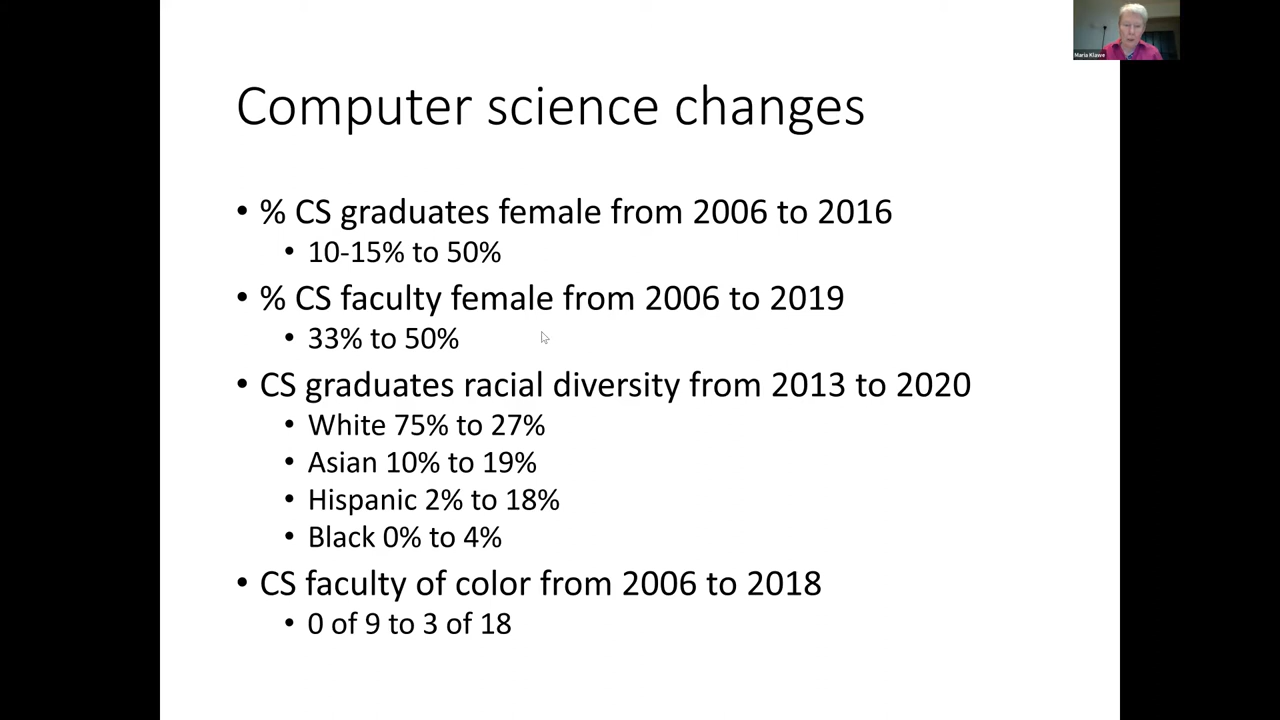 Maria Klawe
Computer science changes
• % CS graduates female from 2006 to 2016
• 10-15% to 50%
• % CS faculty female from 2006 to 2019
• 33% to 50%
• CS graduates racial diversity from 2013 to 2020
• White 75% to 27%
• Asian 10% to 19%
• Hispanic 2% to 18%
• Black 0% to 4%
• CS faculty of color from 2006 to 2018
• 0 of 9 to 3 of 18